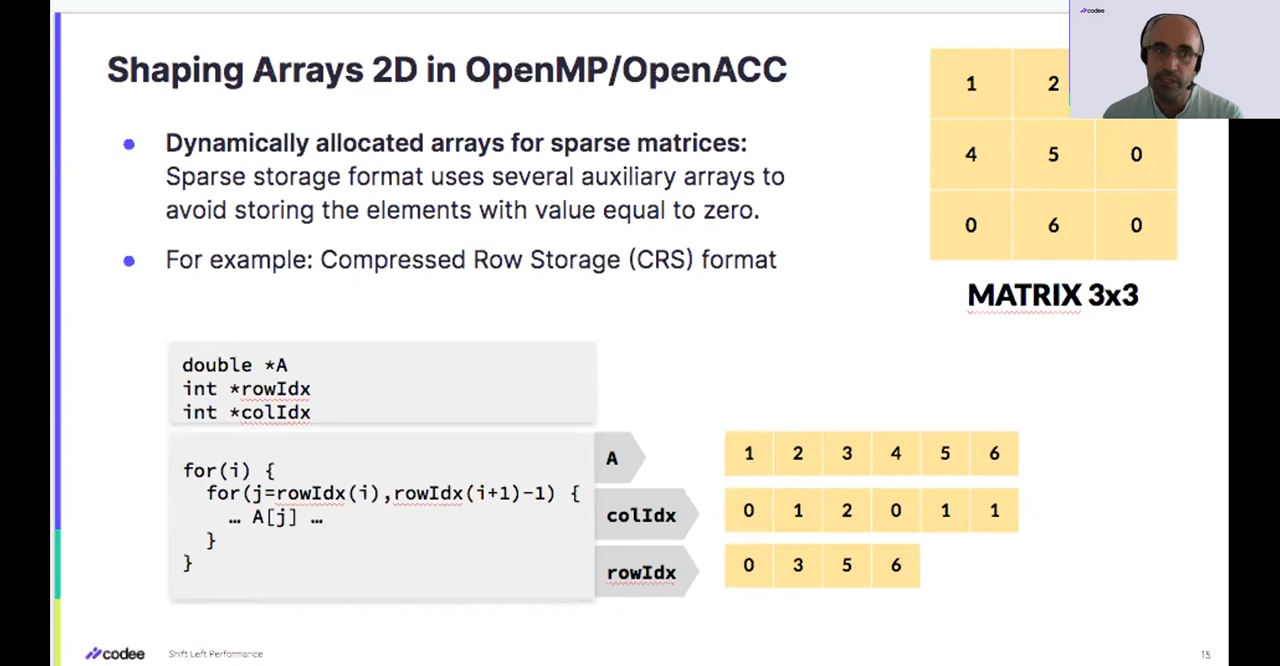 codee
Shaping Arrays 2D in OpenMP/OpenACC
Dynamically allocated arrays for sparse matrices:
Sparse storage format uses several auxiliary arrays to
avoid storing the elements with value equal to zero.
For example: Compressed Row Storage (CRS) format
1 2
4 5 0
0 6 0
MATRIX 3x3
double *A
int *rowIdx
int *colIdx
for(i) {
for(j=rowIdx(i),rowIdx(i+1)-1) {
… A[j] …
}
}
A 1 2 3 4 5 6
colIdx 0 1 2 0 1 1
rowIdx 0 3 5 6
codee Shift Left Performance 15